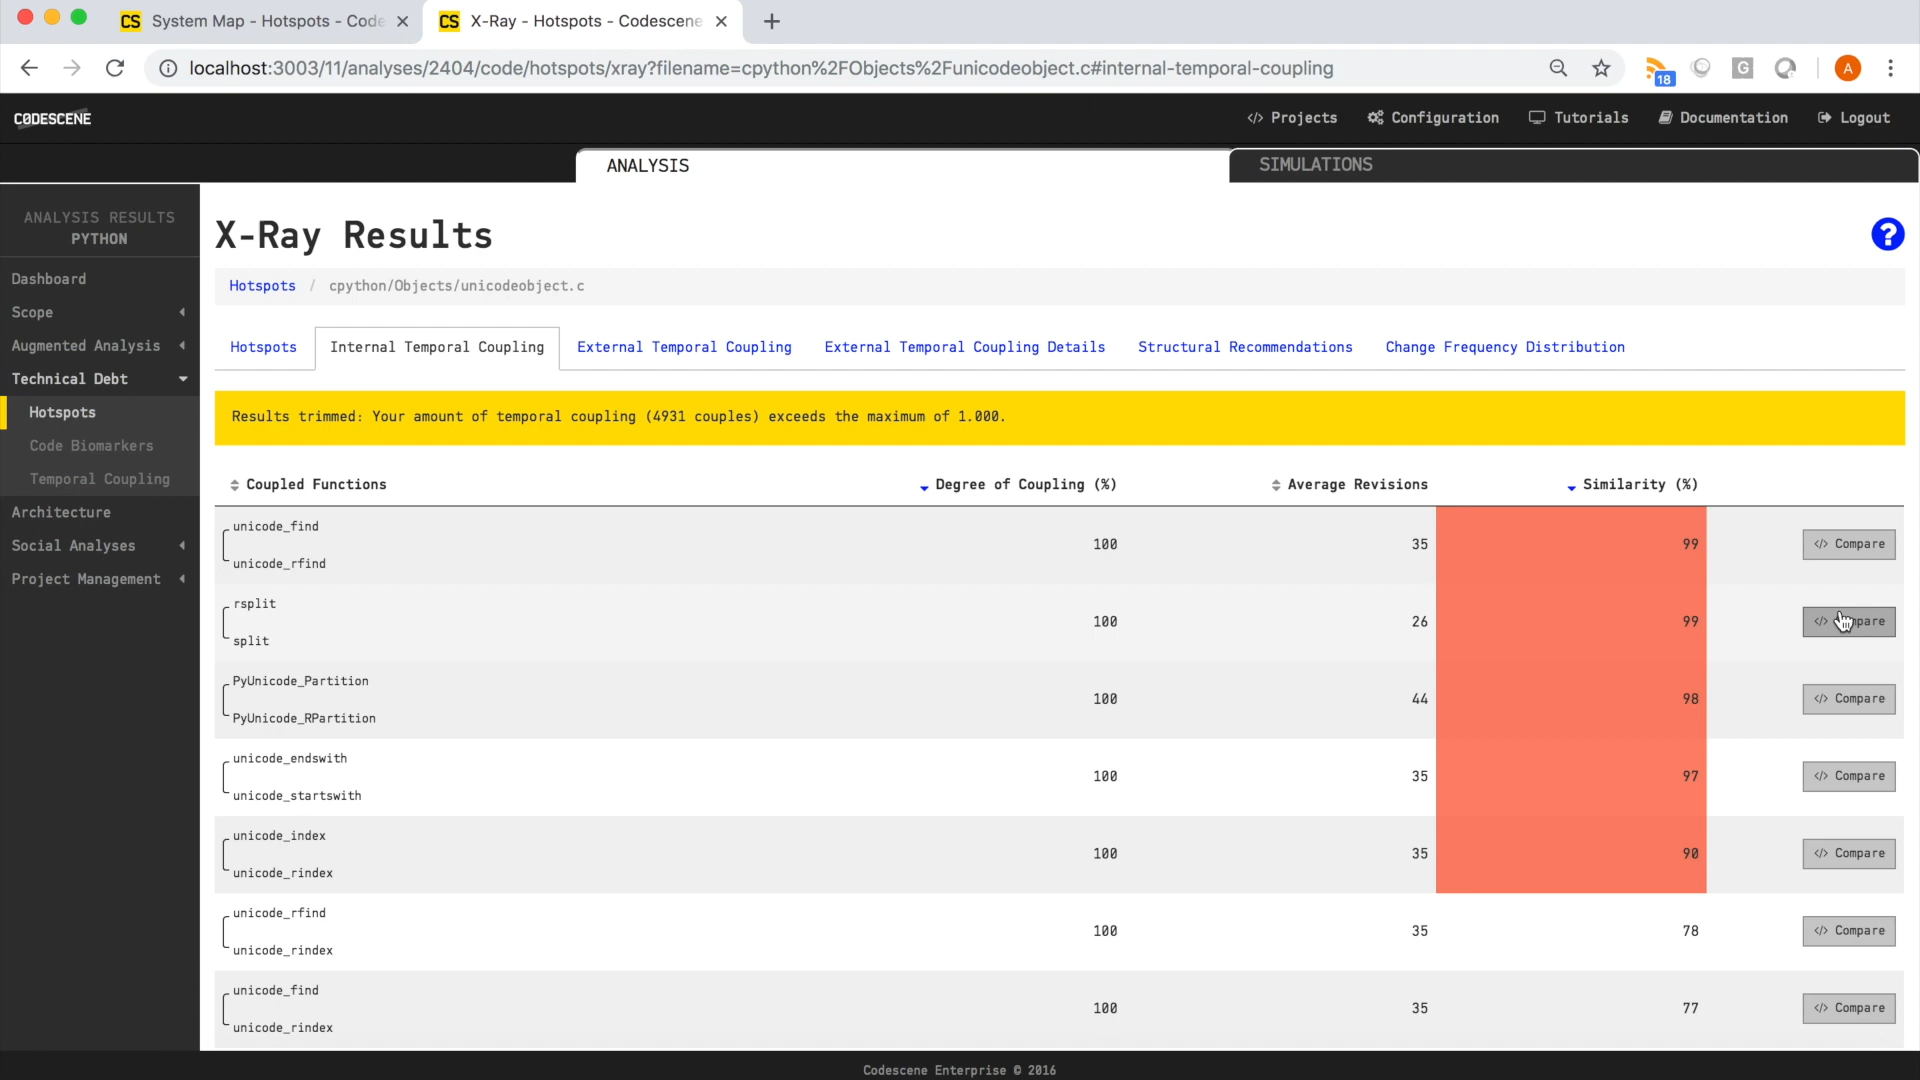 System Map - Hotspots - Code
X-Ray - Hotspots - Codescene
localhost:3003/11/analyses/2404/code/hotspots/xray?filename=cpython%2FObjects%2Funicodeobject.c#internal-temporal-coupling
18
G
A
CODESCENE
Projects
Configuration
Tutorials
Documentation
Logout
ANALYSIS
SIMULATIONS
ANALYSIS RESULTS
PYTHON
Dashboard
Scope
Augmented Analysis
Technical Debt
Hotspots
Code Biomarkers
Temporal Coupling
Architecture
Social Analyses
Project Management
X-Ray Results
?
Hotspots / cpython/Objects/unicodeobject.c
Hotspots Internal Temporal Coupling External Temporal Coupling External Temporal Coupling Details Structural Recommendations Change Frequency Distribution
Results trimmed: Your amount of temporal coupling (4931 couples) exceeds the maximum of 1.000.
Coupled Functions Degree of Coupling (%) Average Revisions Similarity (%)
unicode_find
unicode_rfind
100 35 99 </> Compare
rsplit
split
100 26 99 </> pare
PyUnicode_Partition
PyUnicode_RPartition
100 44 98 </> Compare
unicode_endswith
unicode_startswith
100 35 97 </> Compare
unicode_index
unicode_rindex
100 35 90 </> Compare
unicode_rfind
unicode_rindex
100 35 78 </> Compare
unicode_find
unicode_rindex
100 35 77 </> Compare
Codescene Enterprise © 2016